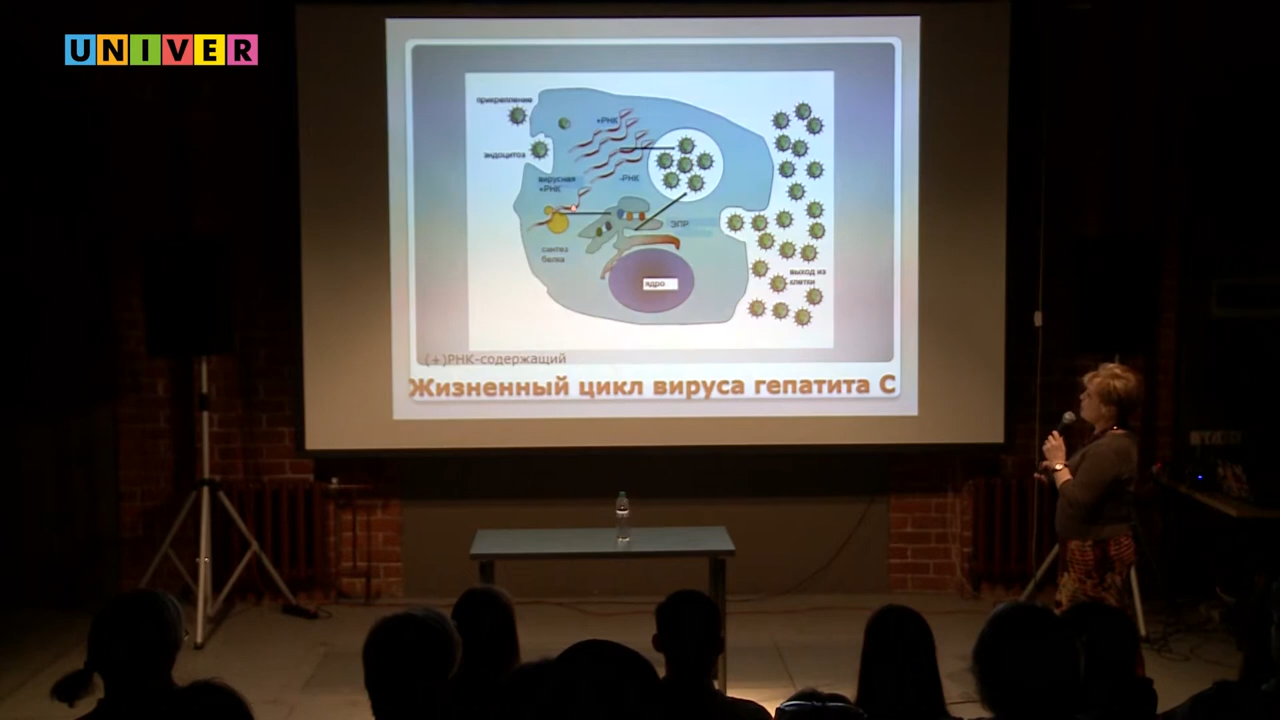 UNIVER
прикрепление
+РНК
эндоцитоз
вирусная
+РНК
-РНК
ЭПР
синтез
белка
ядро
выход из
клетки
(+)РНК-содержащий
Жизненный цикл вируса гепатита С